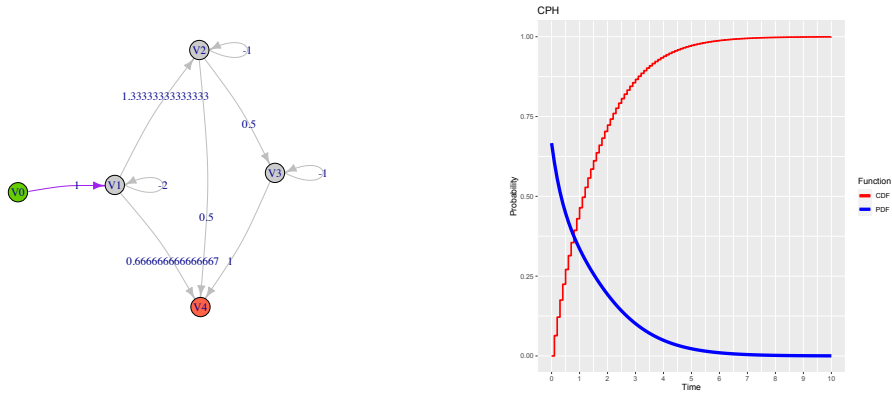 V2
-1
1.33333333333333
0.5
V3
-1
V1
-2
V0
1
0.5
0.666666666666667
1
V4
CPH
Probability
1.00
0.75
0.50
0.25
0.00
0 1 2 3 4 5 6 7 8 9 10
Time
Function
CDF
PDF